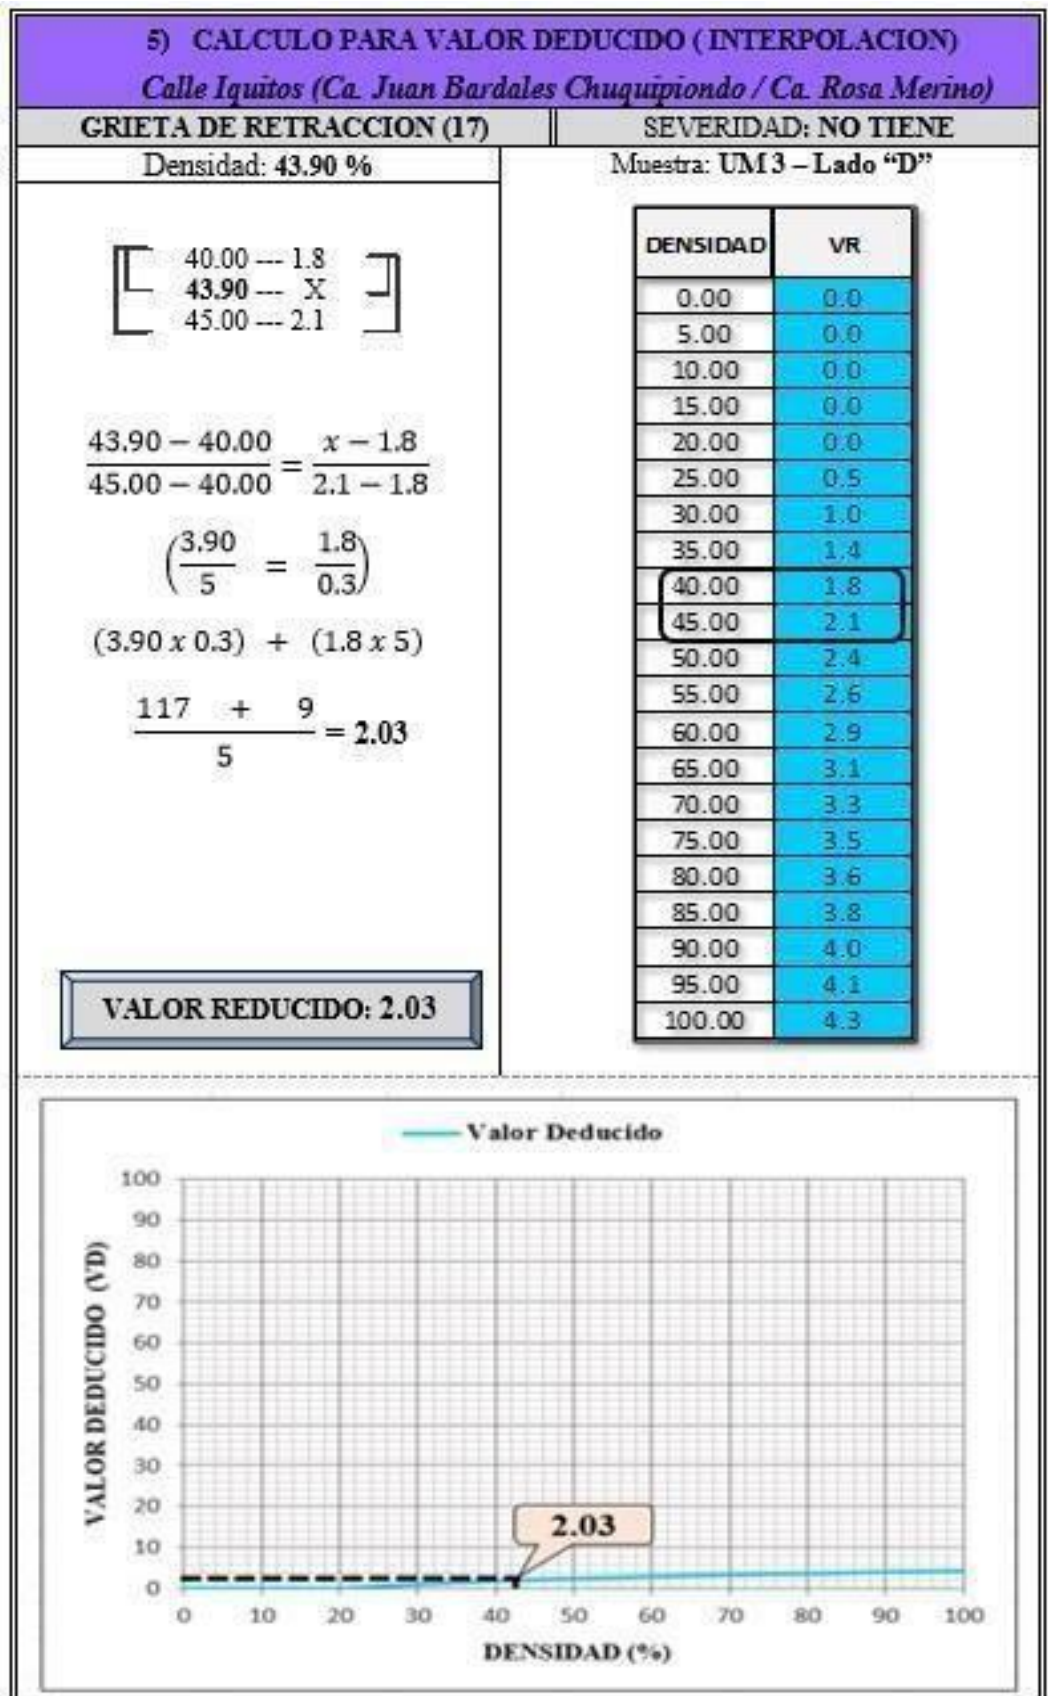 5) CALCULO PARA VALOR DEDUCIDO ( INTERPOLACION)
Calle Iquitos (Ca. Juan Bardales Chuquipiondo / Ca. Rosa Merino)
GRIETA DE RETRACCION (17)
SEVERIDAD: NO TIENE
Densidad: 43.90 %
Muestra: UM 3 – Lado “D”
40.00 --- 1.8
43.90 --- X
45.00 --- 2.1
43.90 − 40.00 / 45.00 − 40.00 = x − 1.8 / 2.1 − 1.8
(3.90 / 5 = 1.8 / 0.3)
(3.90 x 0.3) + (1.8 x 5)
117 + 9 / 5 = 2.03
VALOR REDUCIDO: 2.03
DENSIDAD VR
0.00 0.0
5.00 0.0
10.00 0.0
15.00 0.0
20.00 0.0
25.00 0.5
30.00 1.0
35.00 1.4
40.00 1.8
45.00 2.1
50.00 2.4
55.00 2.6
60.00 2.9
65.00 3.1
70.00 3.3
75.00 3.5
80.00 3.6
85.00 3.8
90.00 4.0
95.00 4.1
100.00 4.3
Valor Deducido
VALOR DEDUCIDO (VD)
100
90
80
70
60
50
40
30
20
10
0
2.03
0 10 20 30 40 50 60 70 80 90 100
DENSIDAD (%)